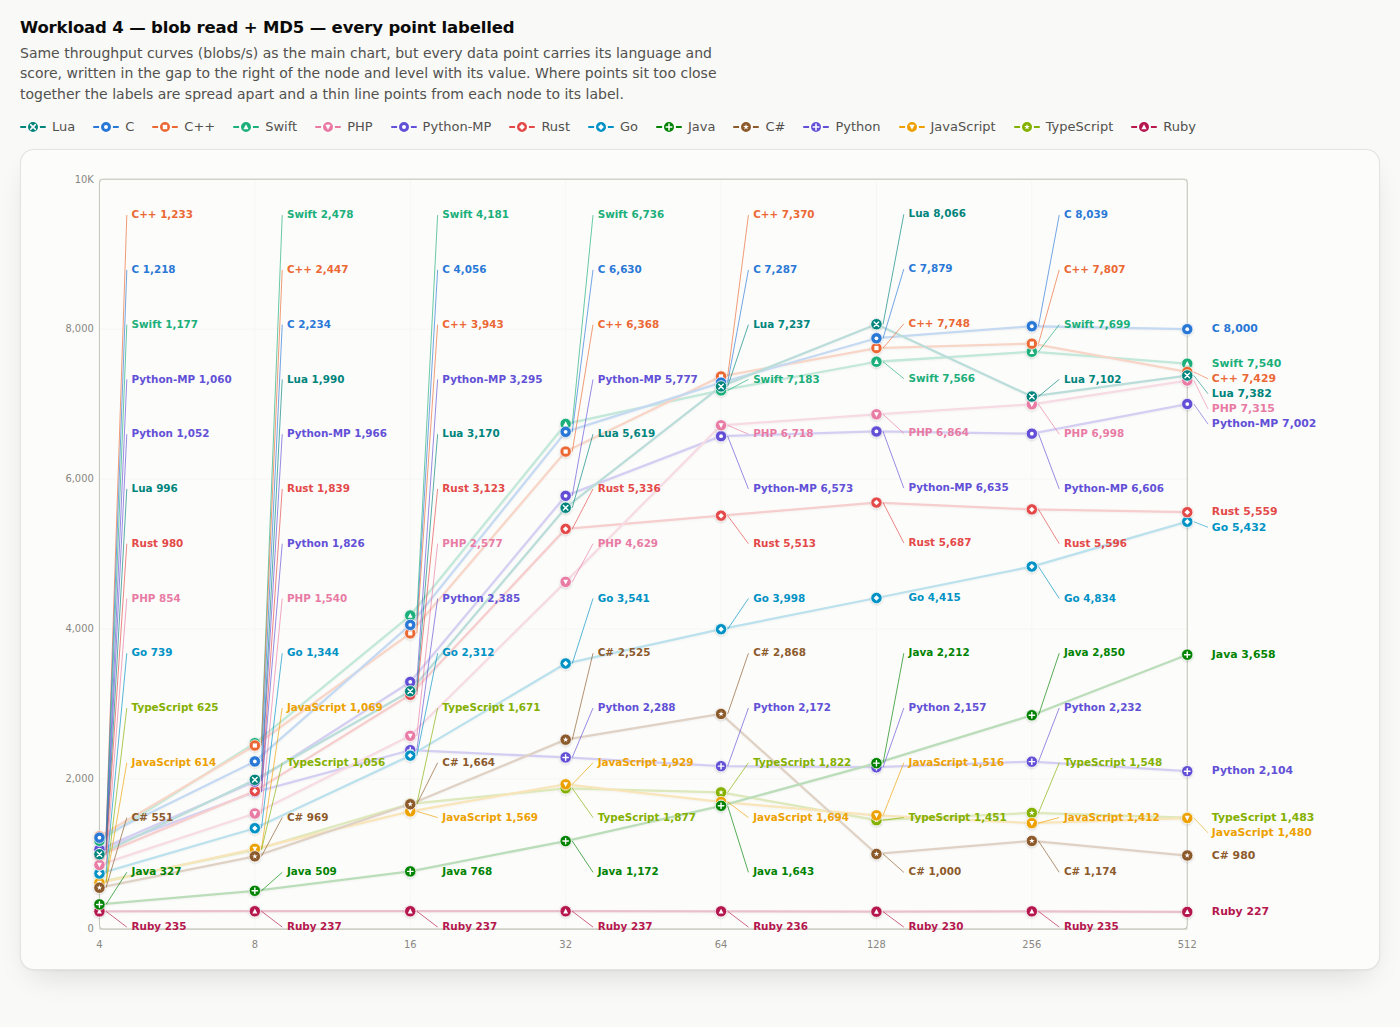 Workload 4 — blob read + MD5 — every point labelled
Same throughput curves (blobs/s) as the main chart, but every data point carries its language and
score, written in the gap to the right of the node and level with its value. Where points sit too close
together the labels are spread apart and a thin line points from each node to its label.
Lua C C++ Swift PHP Python-MP Rust Go Java C# Python JavaScript TypeScript Ruby
10K
8,000
6,000
4,000
2,000
0
C++ 1,233
C 1,218
Swift 1,177
Python-MP 1,060
Python 1,052
Lua 996
Rust 980
PHP 854
Go 739
TypeScript 625
JavaScript 614
C# 551
Java 327
Ruby 235
Swift 2,478
C++ 2,447
C 2,234
Lua 1,990
Python-MP 1,966
Rust 1,839
Python 1,826
PHP 1,540
Go 1,344
JavaScript 1,069
TypeScript 1,056
C# 969
Java 509
Ruby 237
Swift 4,181
C 4,056
C++ 3,943
Python-MP 3,295
Lua 3,170
Rust 3,123
PHP 2,577
Python 2,385
Go 2,312
TypeScript 1,671
C# 1,664
JavaScript 1,569
Java 768
Ruby 237
Swift 6,736
C 6,630
C++ 6,368
Python-MP 5,777
Lua 5,619
Rust 5,336
PHP 4,629
Go 3,541
C# 2,525
Python 2,288
JavaScript 1,929
TypeScript 1,877
Java 1,172
Ruby 237
C++ 7,370
C 7,287
Lua 7,237
Swift 7,183
PHP 6,718
Python-MP 6,573
Rust 5,513
Go 3,998
C# 2,868
Python 2,172
TypeScript 1,822
JavaScript 1,694
Java 1,643
Ruby 236
Lua 8,066
C 7,879
C++ 7,748
Swift 7,566
PHP 6,864
Python-MP 6,635
Rust 5,687
Go 4,415
Java 2,212
Python 2,157
JavaScript 1,516
TypeScript 1,451
C# 1,000
Ruby 230
C 8,039
C++ 7,807
Swift 7,699
Lua 7,102
PHP 6,998
Python-MP 6,606
Rust 5,596
Go 4,834
Java 2,850
Python 2,232
TypeScript 1,548
JavaScript 1,412
C# 1,174
Ruby 235
C 8,000
Swift 7,540
C++ 7,429
Lua 7,382
PHP 7,315
Python-MP 7,002
Rust 5,559
Go 5,432
Java 3,658
Python 2,104
TypeScript 1,483
JavaScript 1,480
C# 980
Ruby 227
4 8 16 32 64 128 256 512